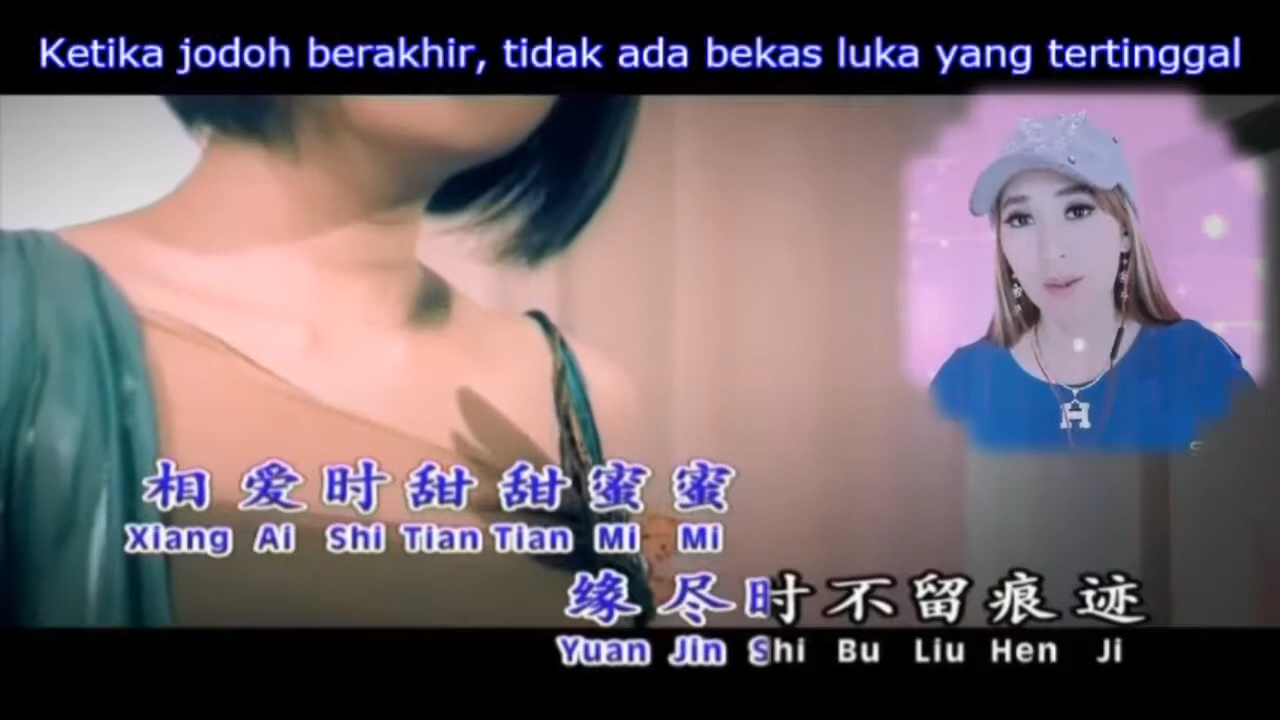 Ketika jodoh berakhir, tidak ada bekas luka yang tertinggal
H
相爱时甜甜蜜蜜
Xiang Ai Shi Tian Tian Mi Mi
缘尽时不留痕迹
Yuan Jin Shi Bu Liu Hen Ji